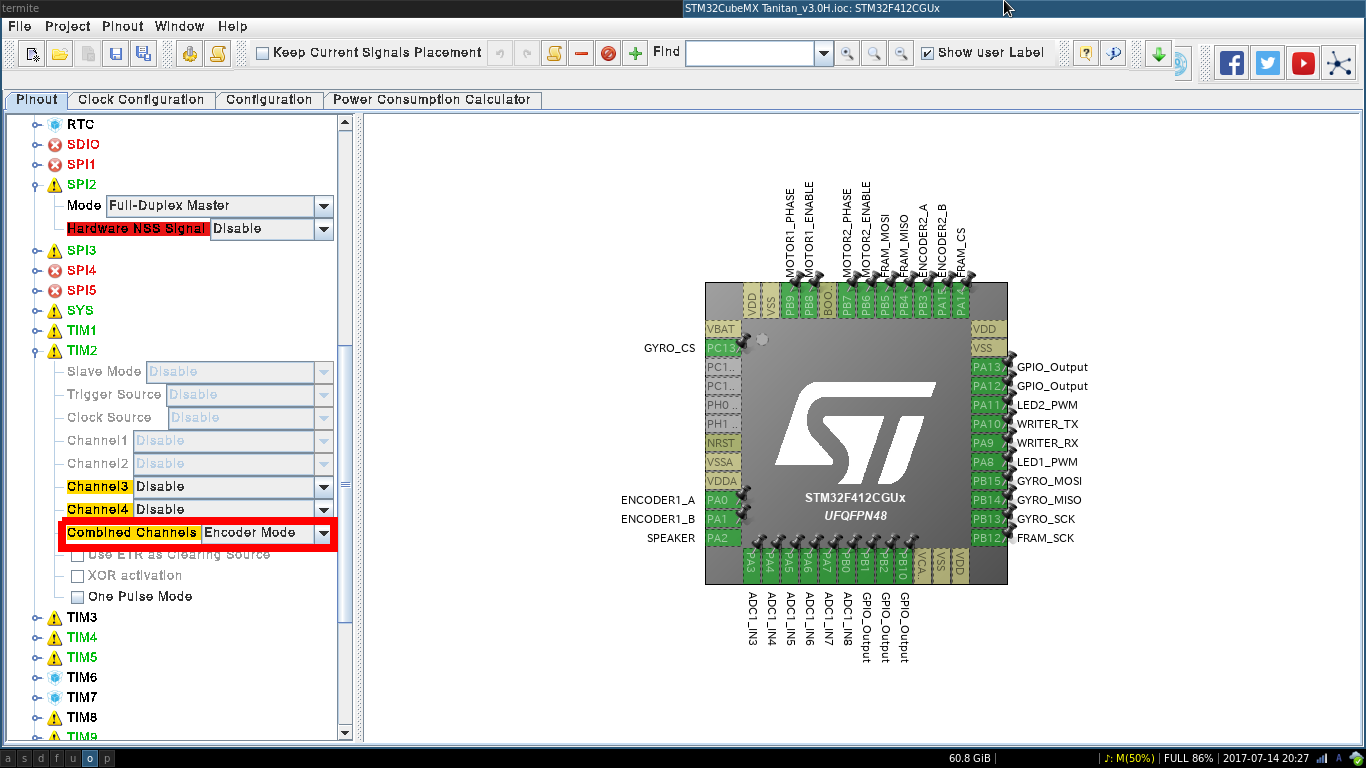 termite
STM32CubeMX Tanitan_v3.0H.ioc: STM32F412CGUx
File Project Pinout Window Help
Keep Current Signals Placement
Find
Show user Label
Pinout
Clock Configuration
Configuration
Power Consumption Calculator
RTC
SDIO
SPI1
SPI2
Mode Full-Duplex Master
Hardware NSS Signal Disable
SPI3
SPI4
SPI5
SYS
TIM1
TIM2
Slave Mode Disable
Trigger Source Disable
Clock Source Disable
Channel1 Disable
Channel2 Disable
Channel3 Disable
Channel4 Disable
Combined Channels Encoder Mode
Use ETR as Clearing Source
XOR activation
One Pulse Mode
TIM3
TIM4
TIM5
TIM6
TIM7
TIM8
TIM9
MOTOR1_PHASE
MOTOR1_ENABLE
MOTOR2_PHASE
MOTOR2_ENABLE
FRAM_MOSI
FRAM_MISO
ENCODER2_A
ENCODER2_B
FRAM_CS
VDD
VSS
PB9
PB8
BOO
PB7
PB6
PB5
PB4
PB3
PA15
PA14
VBAT
GYRO_CS PC13
PC1..
PC1..
PH0 ..
PH1 ..
NRST
VSSA
VDDA
ENCODER1_A PA0
ENCODER1_B PA1
SPEAKER PA2
VDD
VSS
PA13 GPIO_Output
PA12 GPIO_Output
PA11 LED2_PWM
PA10 WRITER_TX
PA9 WRITER_RX
PA8 LED1_PWM
PB15 GYRO_MOSI
PB14 GYRO_MISO
PB13 GYRO_SCK
PB12 FRAM_SCK
ST
STM32F412CGUx
UFQFPN48
PA3
PA4
PA5
PA6
PA7
PB0
PB1
PB2
PB10
VCA..
VSS
VDD
ADC1_IN3
ADC1_IN4
ADC1_IN5
ADC1_IN6
ADC1_IN7
ADC1_IN8
GPIO_Output
GPIO_Output
GPIO_Output
a s d f u o p
60.8 GiB | | ♪: M(50%) | FULL 86% | 2017-07-14 20:27
A